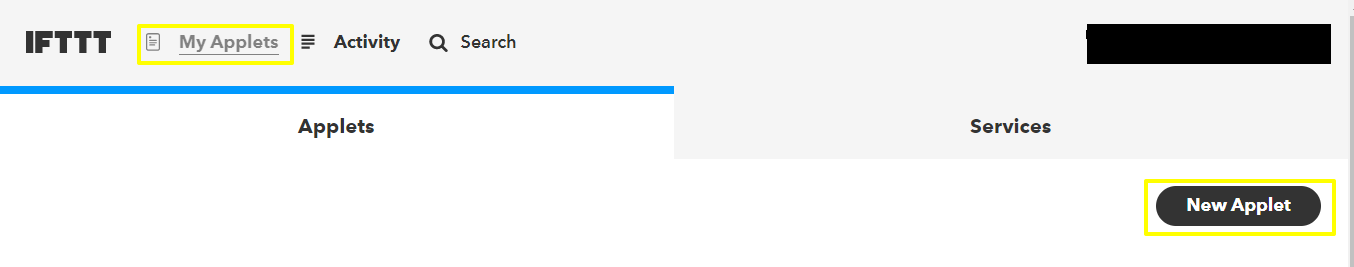 IFTTT My Applets Activity Search
Applets Services
New Applet